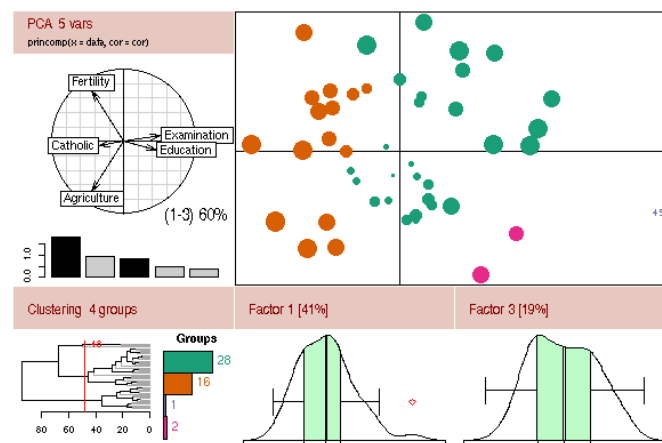 PCA 5 vars
princomp(x = data, cor = cor)
Fertility
Catholic
Examination
Education
Agriculture
(1-3) 60%
1.0
0.0
45
Clustering 4 groups
Factor 1 [41%]
Factor 3 [19%]
Groups
28
16
1
2
80 60 40 20 0